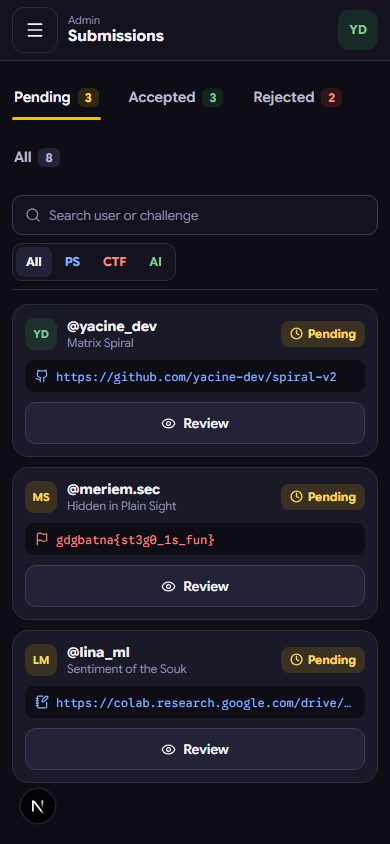 Admin
Submissions
YD
Pending 3
Accepted 3
Rejected 2
All 8
Search user or challenge
All
PS
CTF
AI
YD
@yacine_dev
Matrix Spiral
Pending
https://github.com/yacine-dev/spiral-v2
Review
MS
@meriem.sec
Hidden in Plain Sight
Pending
gdgbatna{st3g0_1s_fun}
Review
LM
@lina_ml
Sentiment of the Souk
Pending
https://colab.research.google.com/drive/…
Review
N